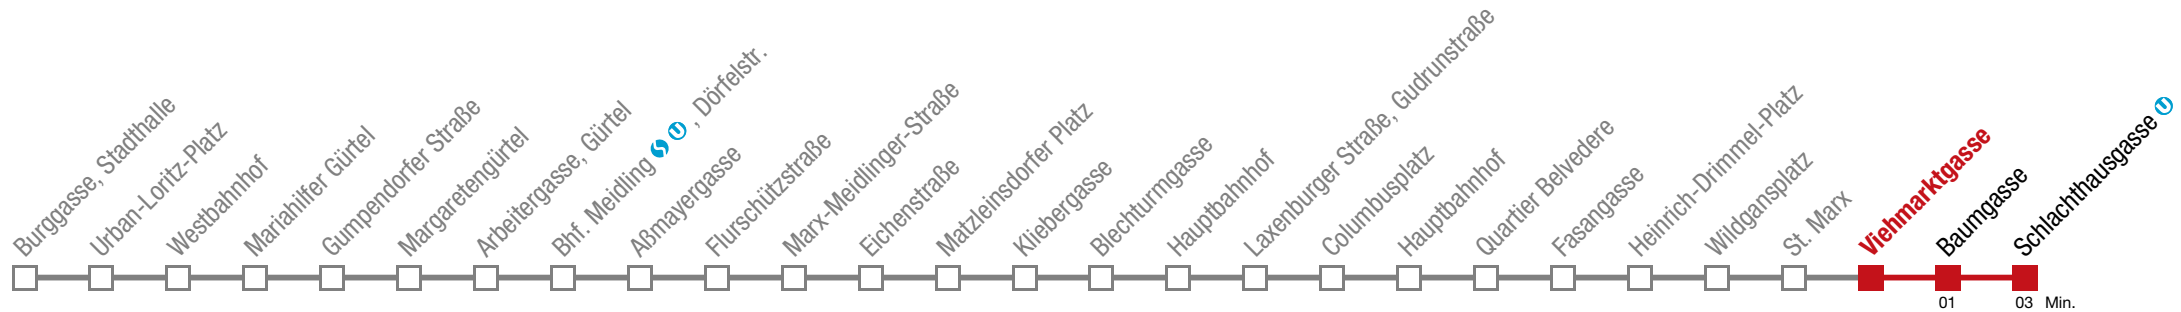 Burggasse, Stadthalle
Urban-Loritz-Platz
Westbahnhof
Mariahilfer Gürtel
Gumpendorfer Straße
Margaretengürtel
Arbeitergasse, Gürtel
Bhf. Meidling S U , Dörfelstr.
Aßmayergasse
Flurschützstraße
Marx-Meidlinger-Straße
Eichenstraße
Matzleinsdorfer Platz
Kliebergasse
Blechturmgasse
Hauptbahnhof
Laxenburger Straße, Gudrunstraße
Columbusplatz
Hauptbahnhof
Quartier Belvedere
Fasangasse
Heinrich-Drimmel-Platz
Wildgansplatz
St. Marx
Viehmarktgasse
Baumgasse
Schlachthausgasse U
01 03 Min.